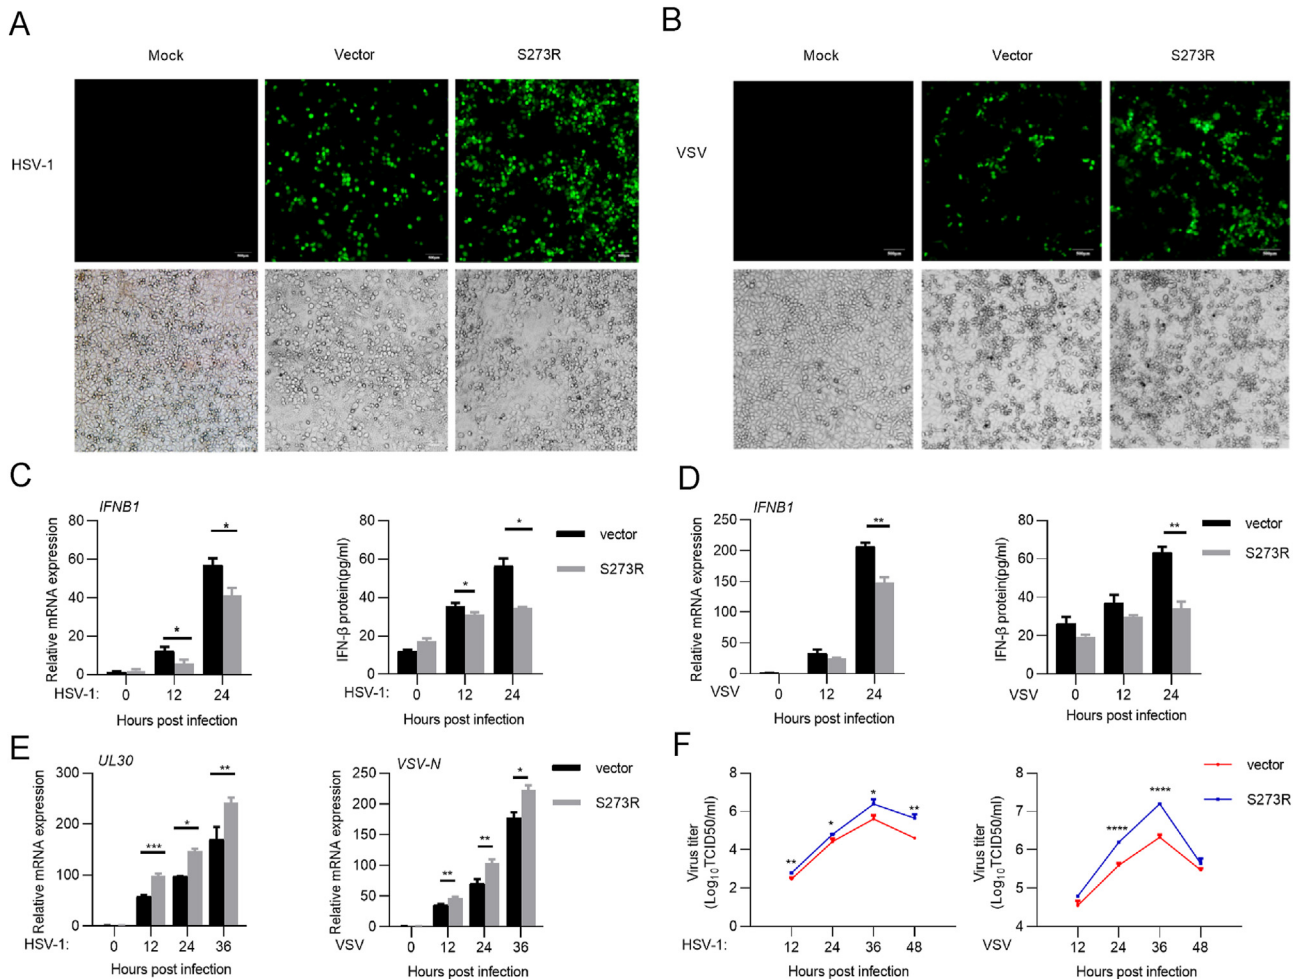 A
B
Mock
Vector
S273R
Mock
Vector
S273R
HSV-1
VSV
C
D
IFNB1
Relative mRNA expression
80
60
40
20
0
*
*
HSV-1:
0
12
24
Hours post infection
IFN-β protein(pg/ml)
80
60
40
20
0
*
*
HSV-1:
0
12
24
Hours post infection
vector
S273R
IFNB1
Relative mRNA expression
250
200
150
100
50
0
**
VSV
0
12
24
Hours post infection
IFN-β protein(pg/ml)
80
60
40
20
0
**
VSV
0
12
24
Hours post infection
vector
S273R
E
F
UL30
Relative mRNA expression
300
200
100
0
***
*
**
HSV-1:
0
12
24
36
Hours post infection
VSV-N
Relative mRNA expression
250
200
150
100
50
0
**
**
*
VSV
0
12
24
36
Hours post infection
vector
S273R
Virus titer
(Log10TCID50/ml)
8
6
4
2
0
**
*
*
**
HSV-1:
12
24
36
48
Hours post infection
Virus titer
(Log10TCID50/ml)
8
7
6
5
4
****
****
VSV
12
24
36
48
Hours post infection
vector
S273R